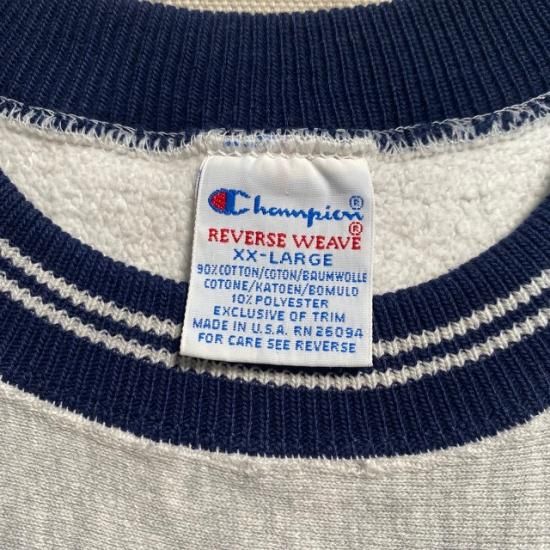 Champion®
REVERSE WEAVE®
XX-LARGE
90% COTTON/COTON/BAUMWOLLE
COTONE/KATOEN/BOMULD
10% POLYESTER
EXCLUSIVE OF TRIM
MADE IN U.S.A. RN 26094
FOR CARE SEE REVERSE